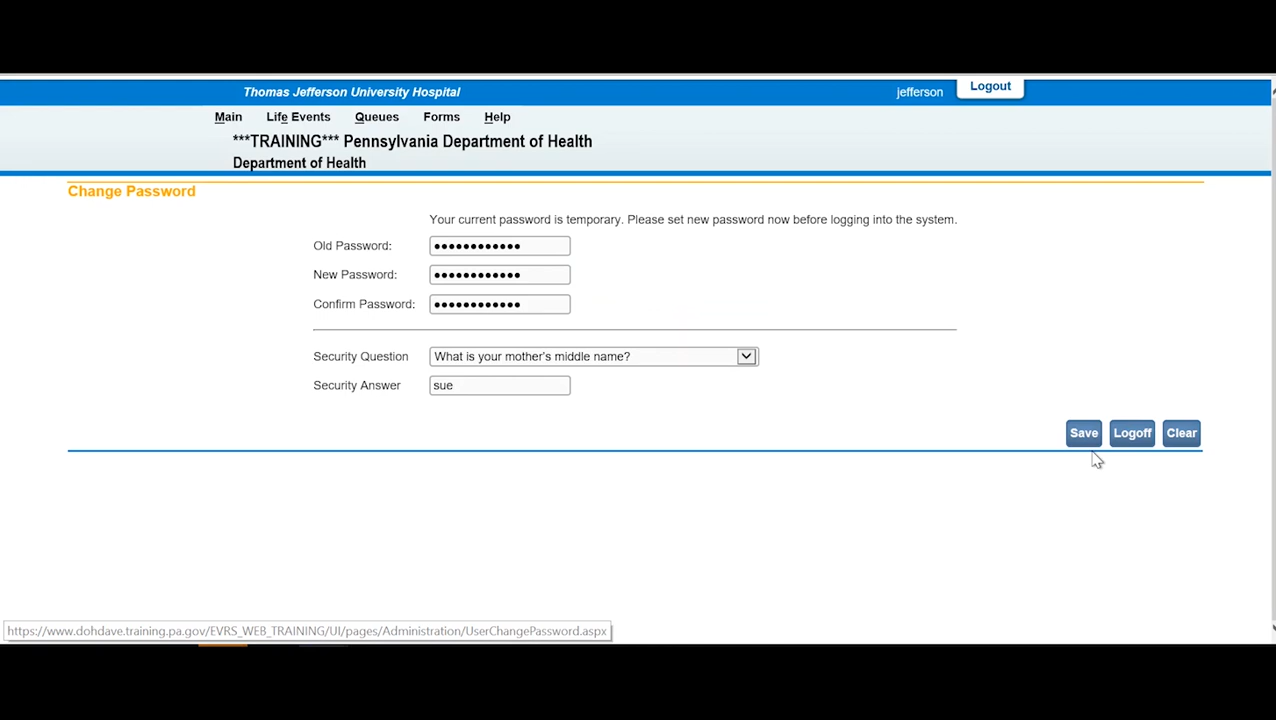 Thomas Jefferson University Hospital
jefferson
Logout
Main Life Events Queues Forms Help
***TRAINING*** Pennsylvania Department of Health
Department of Health
Change Password
Your current password is temporary. Please set new password now before logging into the system.
Old Password: ●●●●●●●●●●●●
New Password: ●●●●●●●●●●●●
Confirm Password: ●●●●●●●●●●●●
Security Question What is your mother's middle name?
Security Answer sue
Save Logoff Clear
https://www.dohdave.training.pa.gov/EVRS_WEB_TRAINING/UI/pages/Administration/UserChangePassword.aspx